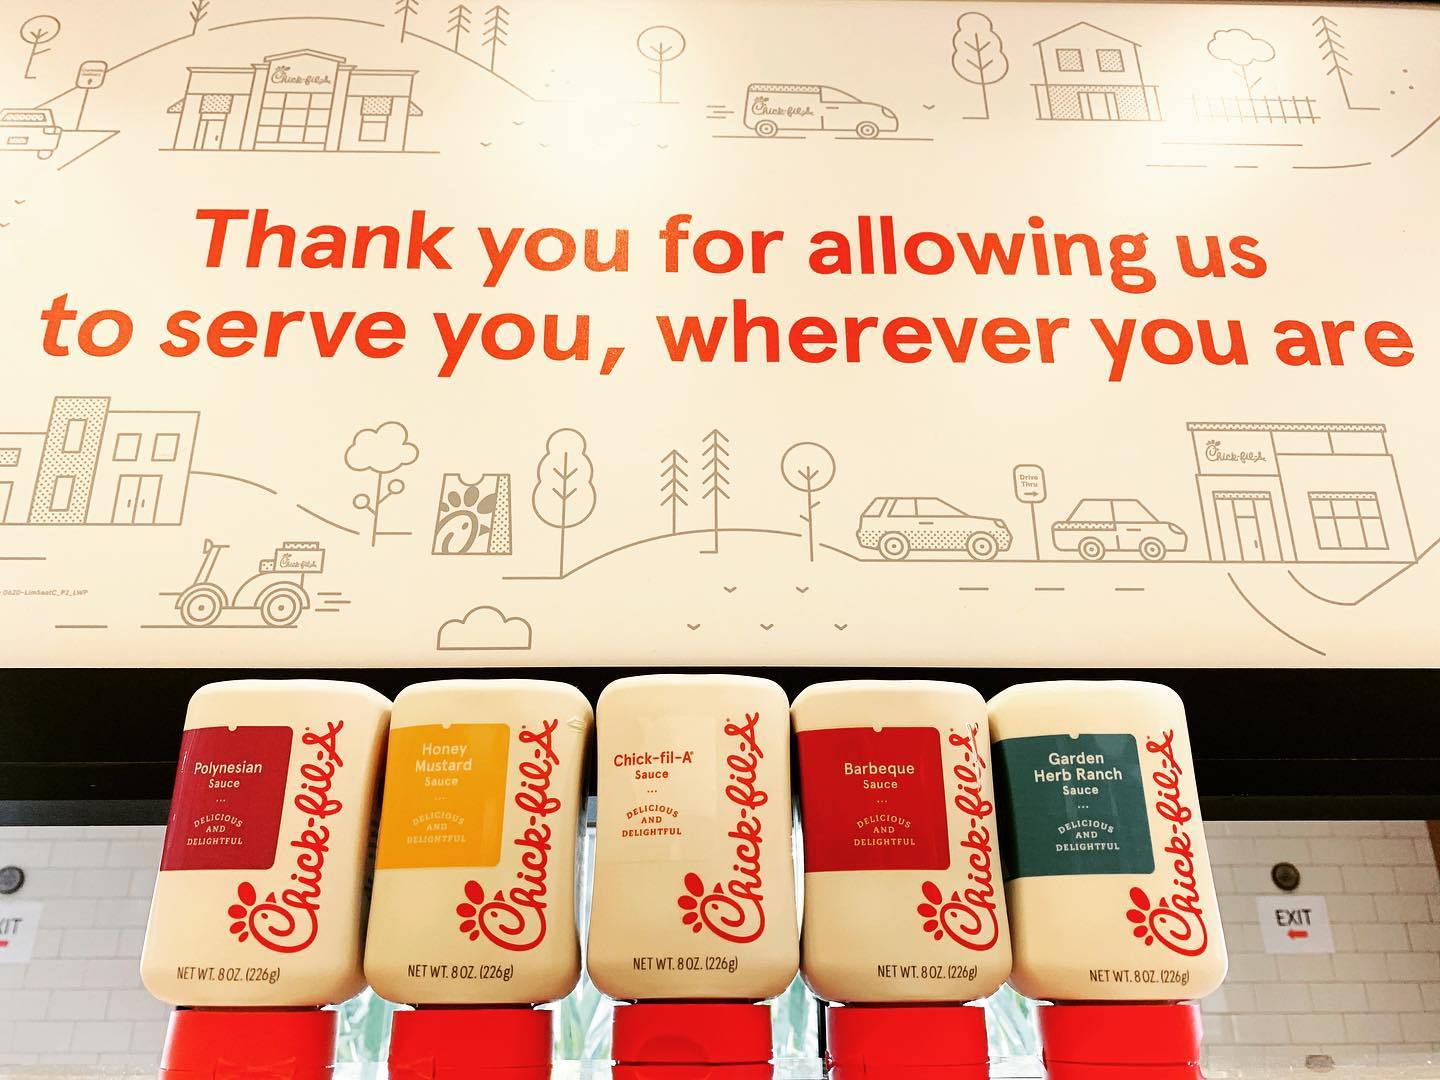 Chick-fil-A
Chick-fil-A
Thank you for allowing us
to serve you, wherever you are
Chick-fil-A
Drive
Thru
Chick-fil-A
0620-LimSeatC_P2_LWP
Polynesian
Sauce
...
DELICIOUS
AND
DELIGHTFUL
Chick-fil-A
NET WT. 8 OZ. (226g)
Honey
Mustard
Sauce
...
DELICIOUS
AND
DELIGHTFUL
Chick-fil-A
NET WT. 8 OZ. (226g)
Chick-fil-A®
Sauce
...
DELICIOUS
AND
DELIGHTFUL
Chick-fil-A
NET WT. 8 OZ. (226g)
Barbeque
Sauce
...
DELICIOUS
AND
DELIGHTFUL
Chick-fil-A
NET WT. 8 OZ. (226g)
Garden
Herb Ranch
Sauce
...
DELICIOUS
AND
DELIGHTFUL
Chick-fil-A
NET WT. 8 OZ. (226g)
XIT
EXIT